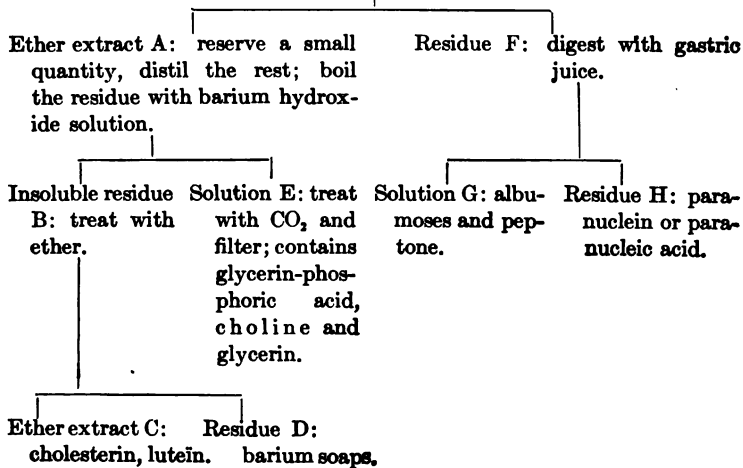 Ether extract A: reserve a small
quantity, distil the rest; boil
the residue with barium hydrox-
ide solution.
Residue F: digest with gastric
juice.
Insoluble residue
B: treat with
ether.
Solution E: treat
with CO₂ and
filter; contains
glycerin-phos-
phoric acid,
choline and
glycerin.
Solution G: albu-
moses and pep-
tone.
Residue H: para-
nuclein or para-
nucleic acid.
Ether extract C:
cholesterin, luteïn.
Residue D:
barium soaps.